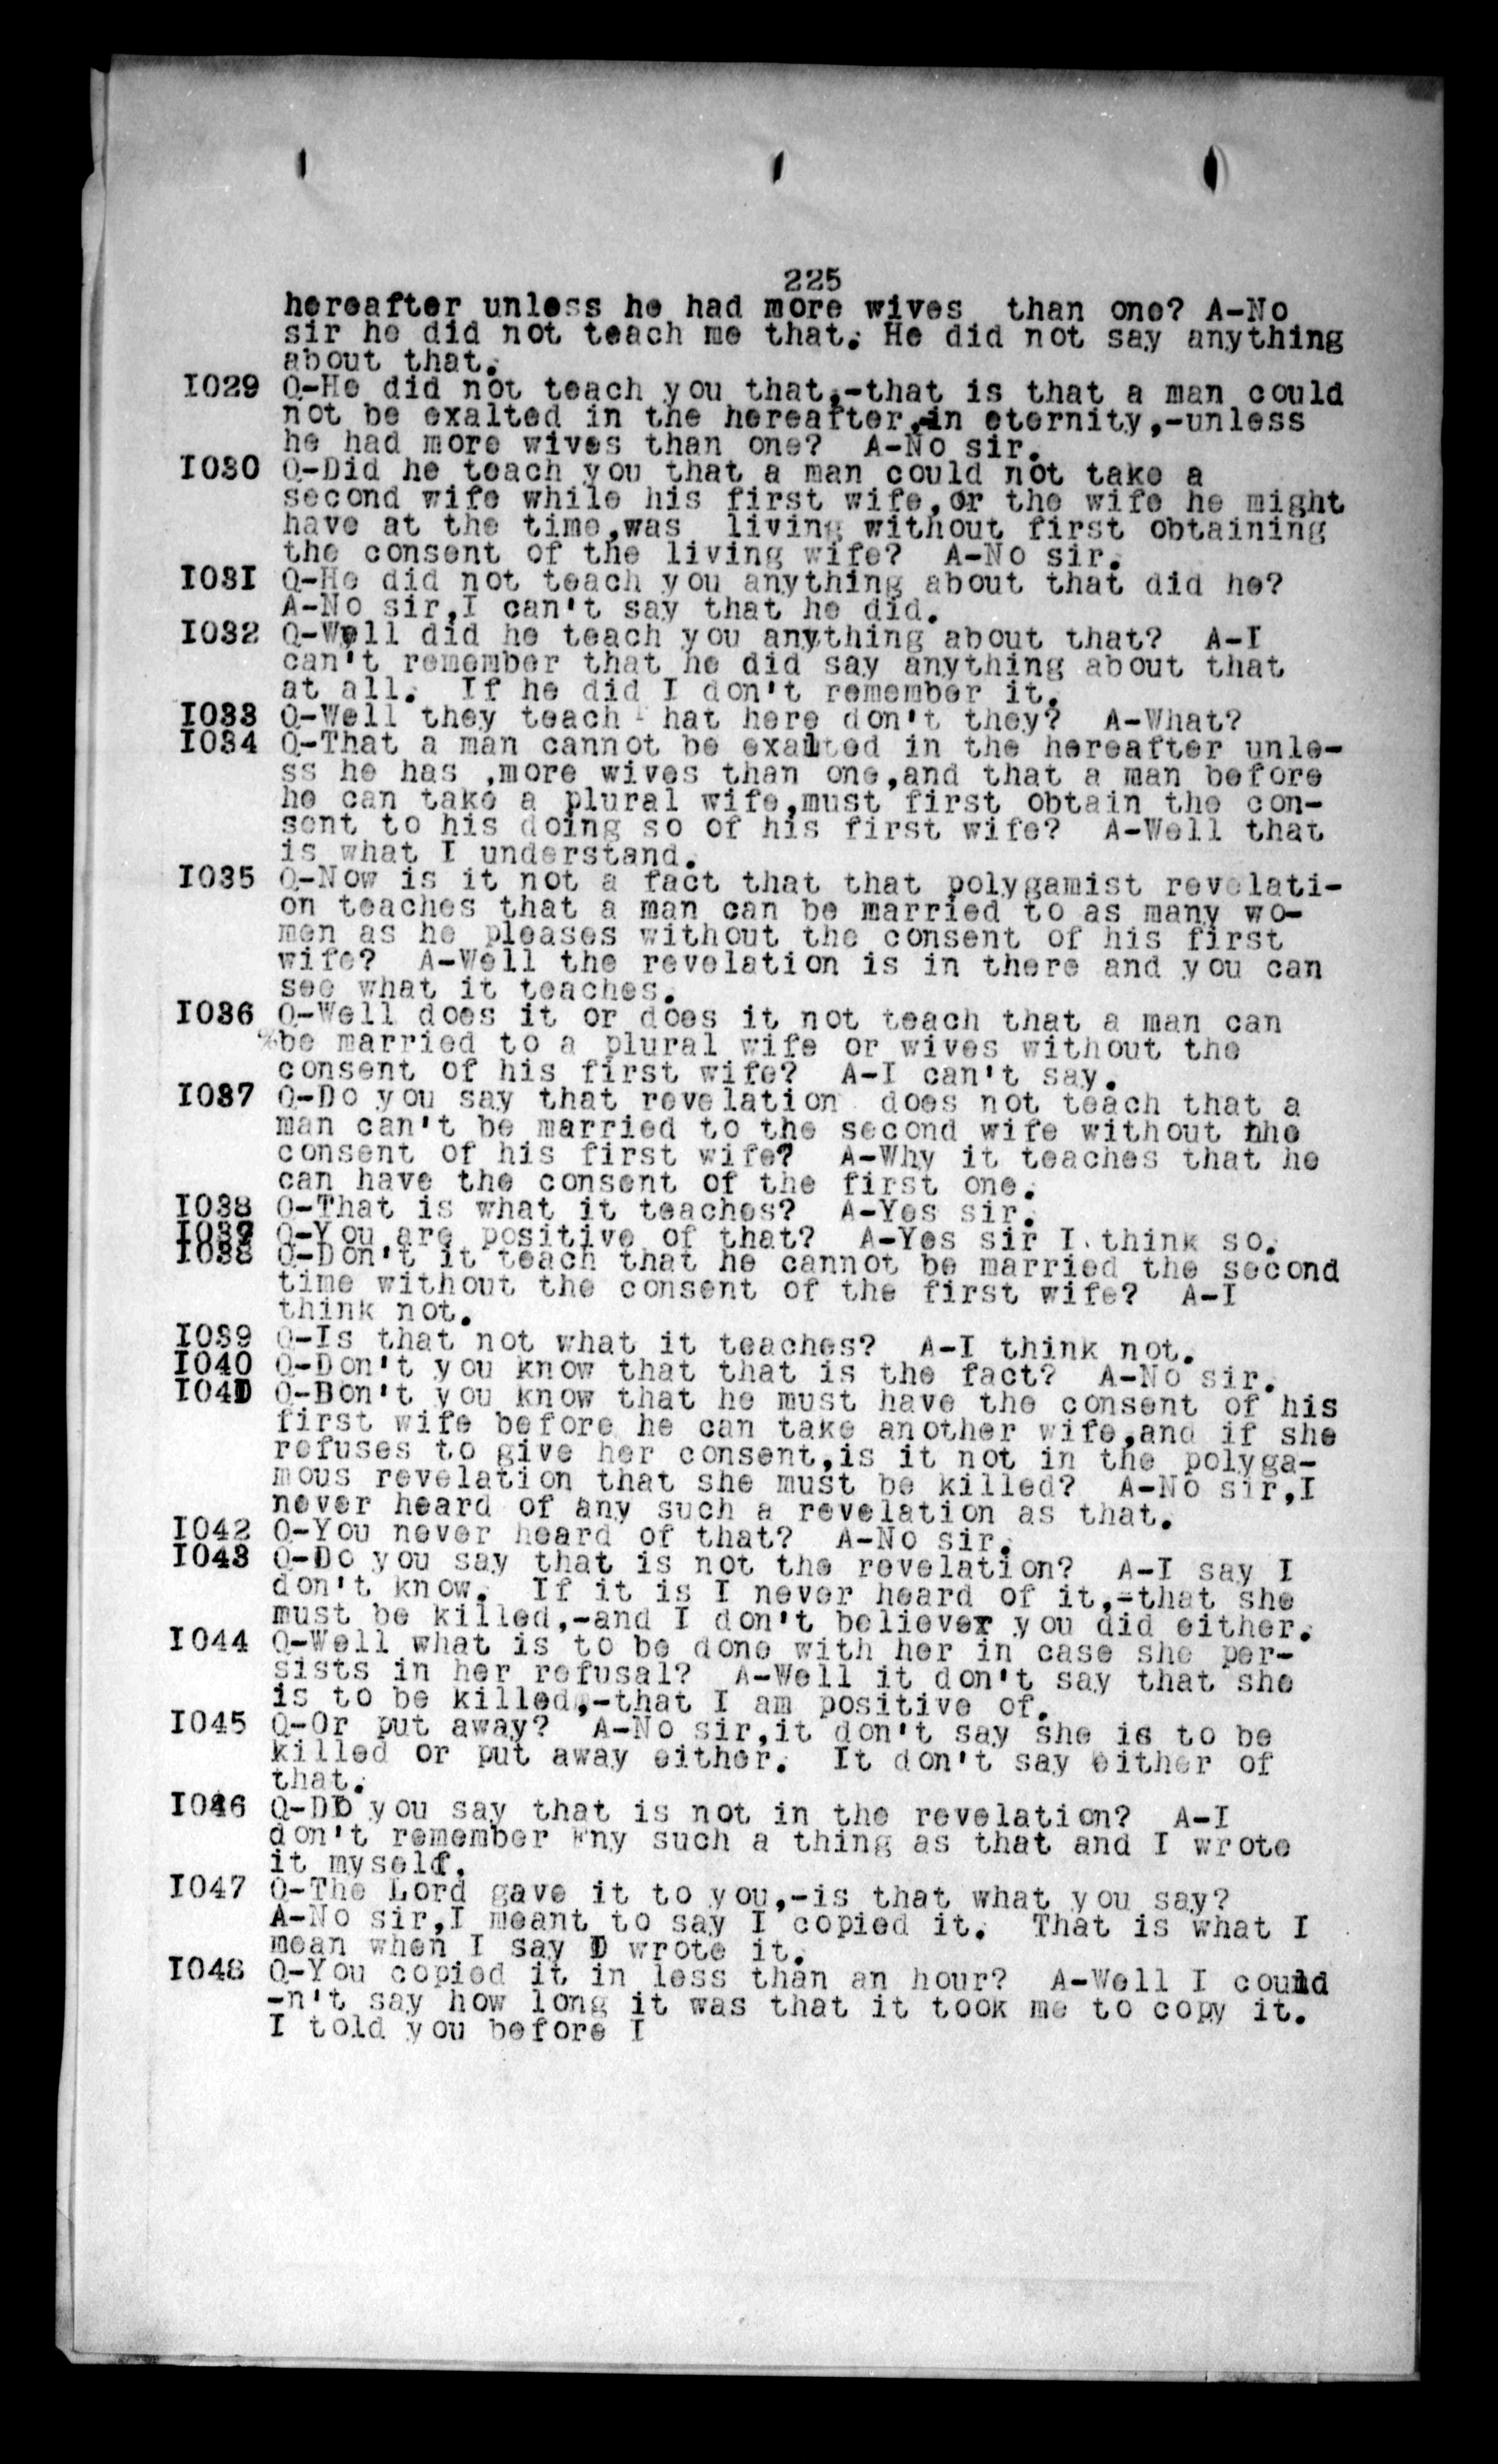 225
hereafter unless he had more wives  than one? A-No
sir he did not teach me that. He did not say anything
about that.
I029 Q-He did not teach you that,-that is that a man could
not be exalted in the hereafter,-in eternity,-unless
he had more wives than one?  A-No sir.
I030 Q-Did he teach you that a man could not take a
second wife while his first wife,or the wife he might
have at the time,was  living without first obtaining
the consent of the living wife?  A-No sir.
I03I Q-He did not teach you anything about that did he?
A-No sir,I can't say that he did.
I032 Q-Well did he teach you anything about that?  A-I
can't remember that he did say anything about that
at all.  If he did I don't remember it.
I033 Q-Well they teach hat here don't they?  A-What?
I034 Q-That a man cannot be exalted in the hereafter unle-
ss he has ,more wives than one,and that a man before
he can take a plural wife,must first obtain the con-
sent to his doing so of his first wife?  A-Well that
is what I understand.
I035 Q-Now is it not a fact that that polygamist revelati-
on teaches that a man can be married to as many wo-
men as he pleases without the consent of his first
wife?  A-Well the revelation is in there and you can
see what it teaches.
I036 Q-Well does it or does it not teach that a man can
%be married to a plural wife or wives without the
consent of his first wife?  A-I can't say.
I037 Q-Do you say that revelation  does not teach that a
man can't be married to the second wife without the
consent of his first wife?  A-Why it teaches that he
can have the consent of the first one.
I038 Q-That is what it teaches?  A-Yes sir.
I039 Q-You are positive of that?  A-Yes sir I think so.
I038 Q-Don't it teach that he cannot be married the second
time without the consent of the first wife?  A-I
think not.
I039 Q-Is that not what it teaches?  A-I think not.
I040 Q-Don't you know that that is the fact?  A-No sir.
I04I Q-Don't you know that he must have the consent of his
first wife before he can take another wife,and if she
refuses to give her consent,is it not in the polyga-
mous revelation that she must be killed?  A-No sir,I
never heard of any such a revelation as that.
I042 Q-You never heard of that?  A-No sir.
I043 Q-Do you say that is not the revelation?  A-I say I
don't know.  If it is I never heard of it,-that she
must be killed,-and I don't believex you did either.
I044 Q-Well what is to be done with her in case she per-
sists in her refusal?  A-Well it don't say that she
is to be killed,-that I am positive of.
I045 Q-Or put away?  A-No sir,it don't say she is to be
killed or put away either.  It don't say either of
that.
I046 Q-Do you say that is not in the revelation?  A-I
don't remember any such a thing as that and I wrote
it myself.
I047 Q-The Lord gave it to you,-is that what you say?
A-No sir,I meant to say I copied it.  That is what I
mean when I say I wrote it.
I048 Q-You copied it in less than an hour?  A-Well I could
-n't say how long it was that it took me to copy it.
I told you before I